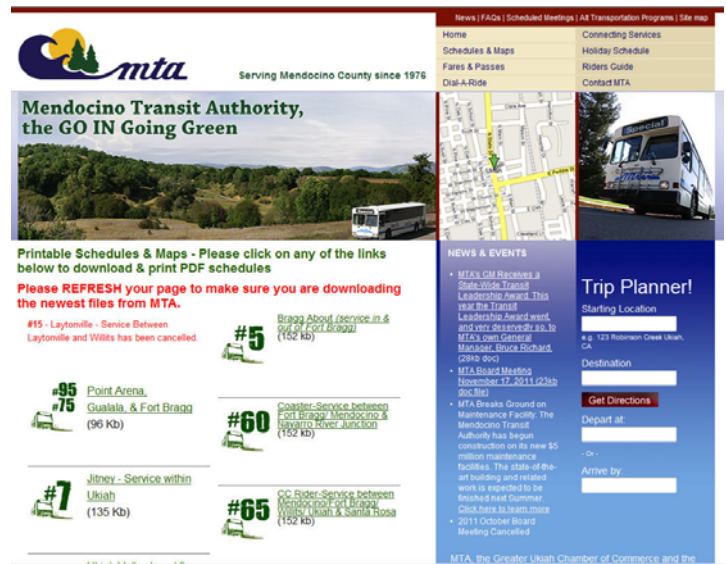 News | FAQs | Scheduled Meetings | Alt Transportation Programs | Site map
mta
Serving Mendocino County since 1976
Home
Schedules & Maps
Fares & Passes
Dial-A-Ride
Connecting Services
Holiday Schedule
Riders Guide
Contact MTA
Mendocino Transit Authority,
the GO IN Going Green
Special
Printable Schedules & Maps - Please click on any of the links
below to download & print PDF schedules
Please REFRESH your page to make sure you are downloading
the newest files from MTA.
#15 - Laytonville - Service Between
Laytonville and Willits has been cancelled.
#5
Bragg About (service in &
out of Fort Bragg)
(152 kb)
#95
#75
Point Arena,
Gualala, & Fort Bragg
(96 Kb)
#60
Coaster-Service between
Fort Bragg/ Mendocino &
Navarro River Junction
(152 kb)
#7
Jitney - Service within
Ukiah
(135 Kb)
#65
CC Rider-Service between
Mendocino/Fort Bragg/
Willits/ Ukiah & Santa Rosa
(152 kb)
NEWS & EVENTS
• MTA's GM Receives a
State-Wide Transit
Leadership Award. This
year the Transit
Leadership Award went,
and very deservedly so, to
MTA's own General
Manager, Bruce Richard.
(28kb doc)
• MTA Board Meeting
November 17, 2011 (23kb
doc file)
• MTA Breaks Ground on
Maintenance Facility: The
Mendocino Transit
Authority has begun
construction on its new $5
million maintenance
facilities. The state-of-the-
art building and related
work is expected to be
finished next Summer.
Click here to learn more
• 2011 October Board
Meeting Cancelled
MTA, the Greater Ukiah Chamber of Commerce and the
Trip Planner!
Starting Location
e.g. 123 Robinson Creek Ukiah,
CA
Destination
Get Directions
Depart at:
- Or -
Arrive by: